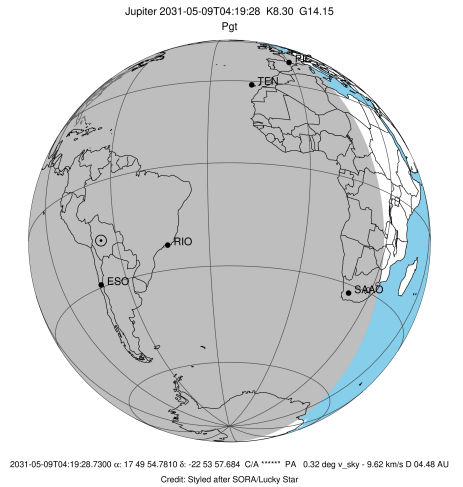 Jupiter 2031-05-09T04:19:28 K8.30 G14.15
Pgt
PIC
TEN
RIO
ESO
SAAO
2031-05-09T04:19:28.7300 α: 17 49 54.7810 δ: -22 53 57.684 C/A ****** PA 0.32 deg v_sky - 9.62 km/s D 04.48 AU
Credit: Styled after SORA/Lucky Star